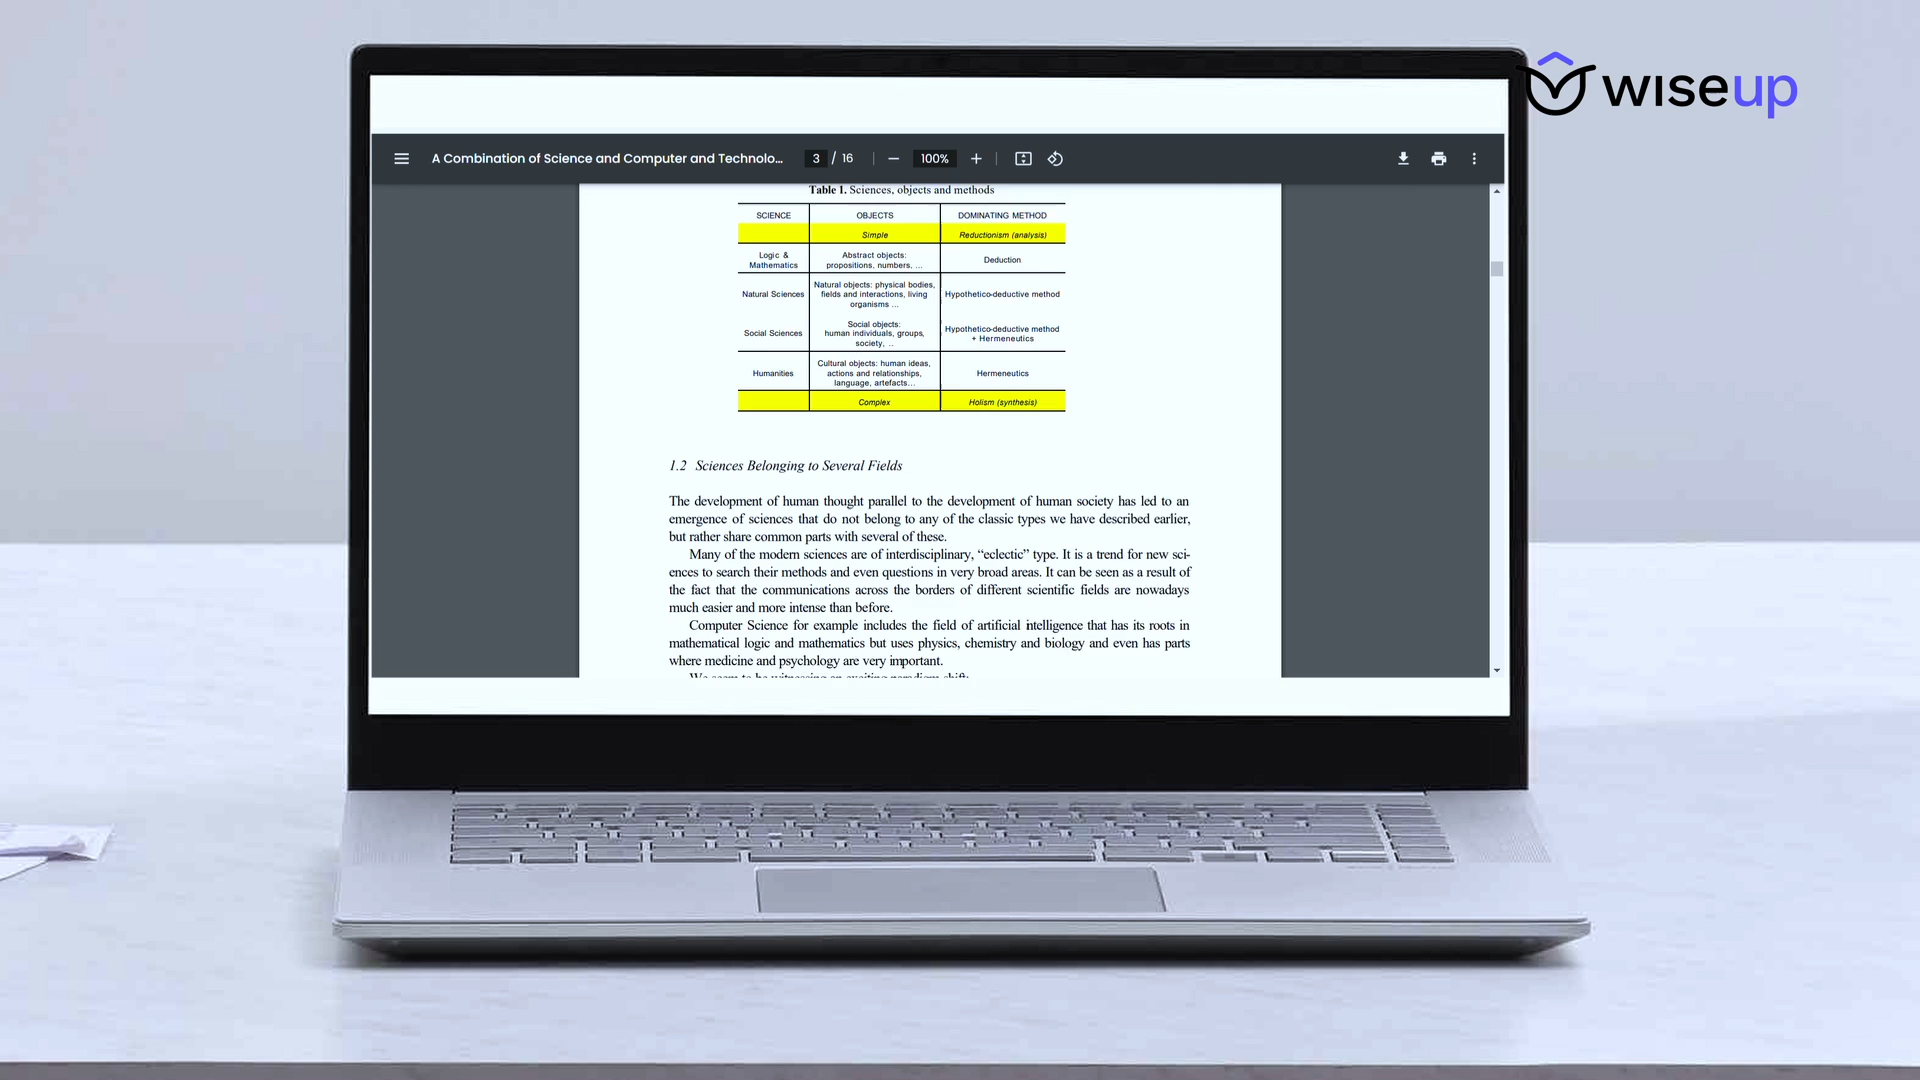 wiseup
A Combination of Science and Computer and Technolo... 3 / 16 100%
Table 1. Sciences, objects and methods
SCIENCE OBJECTS DOMINATING METHOD
Simple Reductionism (analysis)
Logic &
Mathematics
Abstract objects:
propositions, numbers, ...
Deduction
Natural Sciences
Natural objects: physical bodies,
fields and interactions, living
organisms ...
Hypothetico-deductive method
Social Sciences
Social objects:
human individuals, groups,
society, ..
Hypothetico-deductive method
+ Hermeneutics
Humanities
Cultural objects: human ideas,
actions and relationships,
language, artefacts...
Hermeneutics
Complex Holism (synthesis)
1.2 Sciences Belonging to Several Fields
The development of human thought parallel to the development of human society has led to an
emergence of sciences that do not belong to any of the classic types we have described earlier,
but rather share common parts with several of these.
Many of the modern sciences are of interdisciplinary, “eclectic” type. It is a trend for new sci-
ences to search their methods and even questions in very broad areas. It can be seen as a result of
the fact that the communications across the borders of different scientific fields are nowadays
much easier and more intense than before.
Computer Science for example includes the field of artificial intelligence that has its roots in
mathematical logic and mathematics but uses physics, chemistry and biology and even has parts
where medicine and psychology are very important.
We seem to be witnessing an exciting paradigm shift: